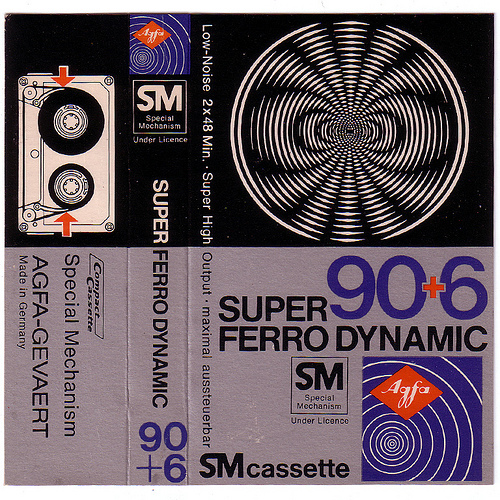 Compact
Cassette
Special Mechanism
AGFA-GEVAERT
Made in Germany
Agfa
SM
Special
Mechanism
Under Licence
SUPER FERRO DYNAMIC
90
+6
Low-Noise 2x48 Min. · Super High Output · maximal aussteuerbar
90+6
SUPER
FERRO DYNAMIC
SM
Special
Mechanism
Under Licence
Agfa
SM cassette